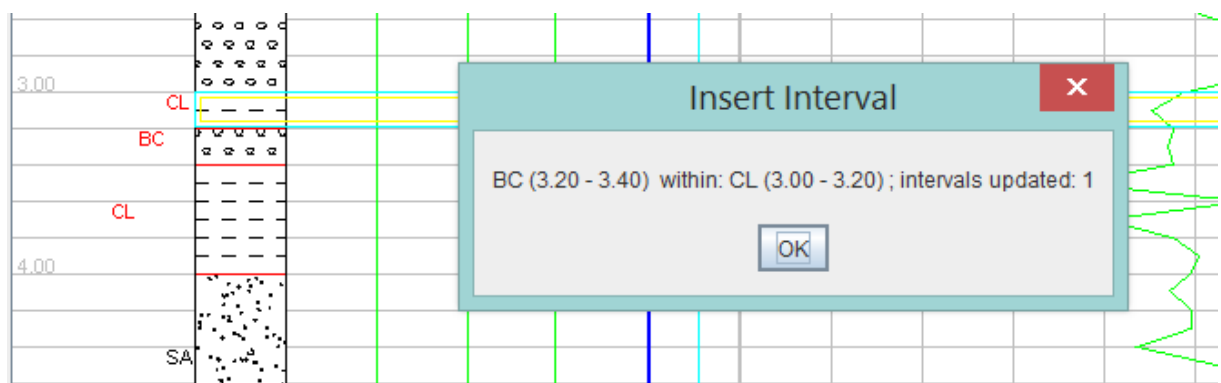 3.00
CL
BC
CL
4.00
SA
Insert Interval
BC (3.20 - 3.40) within: CL (3.00 - 3.20) ; intervals updated: 1
OK